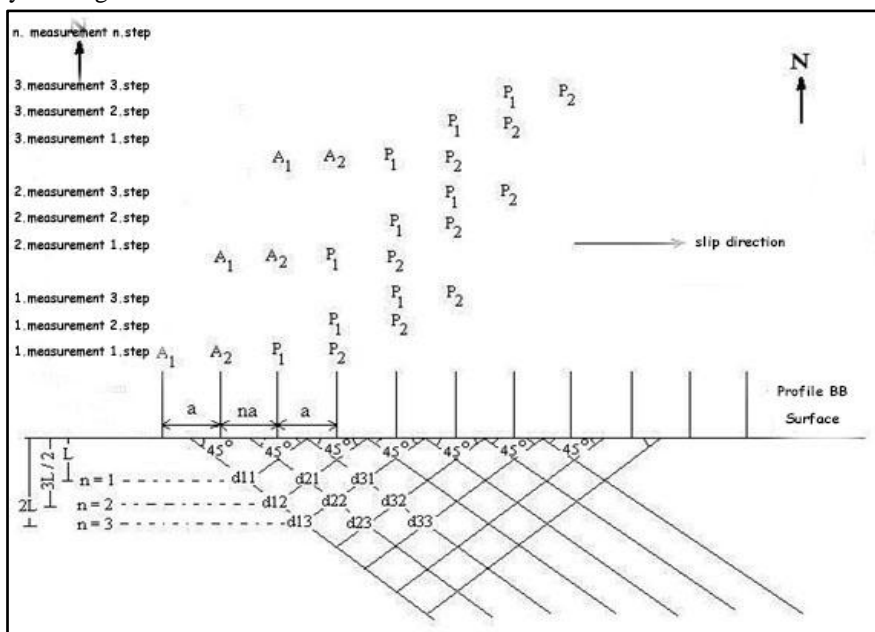 n. measurement n.step
N
N
3.measurement 3.step P1 P2
3.measurement 2.step P1 P2
3.measurement 1.step A1 A2 P1 P2
2.measurement 3.step P1 P2
2.measurement 2.step P1 P2
2.measurement 1.step A1 A2 P1 P2
slip direction
1.measurement 3.step P1 P2
1.measurement 2.step P1 P2
1.measurement 1.step A1 A2 P1 P2
Profile BB
a na a
Surface
45° 45° 45° 45° 45° 45° 45°
L
3L/2
2L
n = 1 d11 d21 d31
n = 2 d12 d22 d32
n = 3 d13 d23 d33